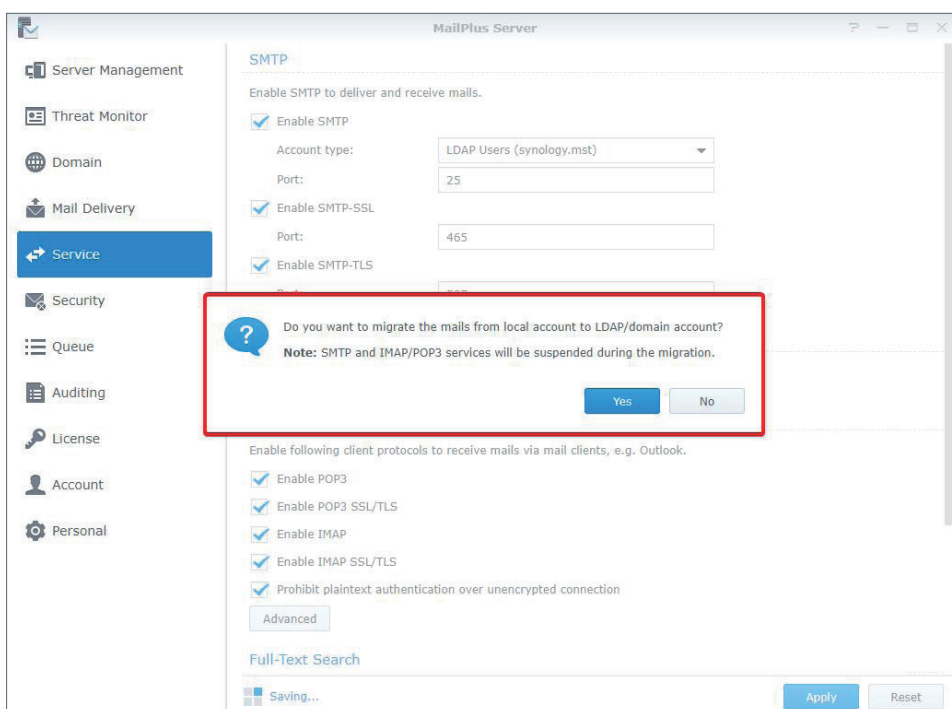 MailPlus Server
Server Management
Threat Monitor
Domain
Mail Delivery
Service
Security
Queue
Auditing
License
Account
Personal
SMTP
Enable SMTP to deliver and receive mails.
Enable SMTP
Account type: LDAP Users (synology.mst)
Port: 25
Enable SMTP-SSL
Port: 465
Enable SMTP-TLS
Do you want to migrate the mails from local account to LDAP/domain account?
Note: SMTP and IMAP/POP3 services will be suspended during the migration.
Yes No
Enable following client protocols to receive mails via mail clients, e.g. Outlook.
Enable POP3
Enable POP3 SSL/TLS
Enable IMAP
Enable IMAP SSL/TLS
Prohibit plaintext authentication over unencrypted connection
Advanced
Full-Text Search
Saving...
Apply Reset